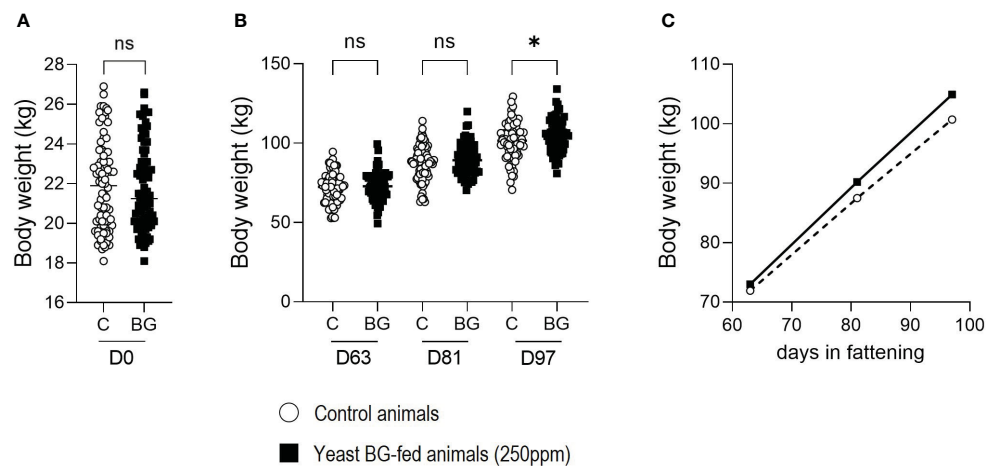 A
B
C
ns
Body weight (kg)
28
26
24
22
20
18
16
C BG
D0
ns ns *
Body weight (kg)
150
100
50
0
C BG C BG C BG
D63 D81 D97
Body weight (kg)
110
100
90
80
70
60 70 80 90 100
days in fattening
Control animals
Yeast BG-fed animals (250ppm)